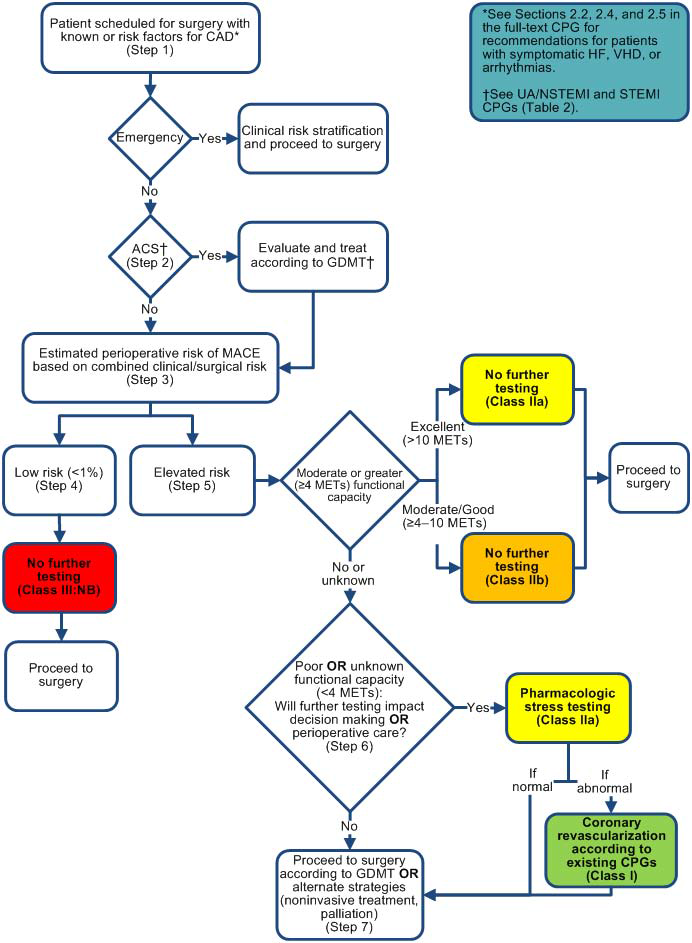 Patient scheduled for surgery with
known or risk factors for CAD*
(Step 1)
*See Sections 2.2, 2.4, and 2.5 in
the full-text CPG for
recommendations for patients
with symptomatic HF, VHD, or
arrhythmias.
†See UA/NSTEMI and STEMI
CPGs (Table 2).
Emergency
Yes
Clinical risk stratification
and proceed to surgery
No
ACS†
(Step 2)
Yes
Evaluate and treat
according to GDMT†
No
Estimated perioperative risk of MACE
based on combined clinical/surgical risk
(Step 3)
Low risk (<1%)
(Step 4)
Elevated risk
(Step 5)
Moderate or greater
(≥4 METs) functional
capacity
Excellent
(>10 METs)
No further
testing
(Class IIa)
Moderate/Good
(≥4–10 METs)
No further
testing
(Class IIb)
Proceed to
surgery
No further
testing
(Class III:NB)
Proceed to
surgery
No or
unknown
Poor OR unknown
functional capacity
(<4 METs):
Will further testing impact
decision making OR
perioperative care?
(Step 6)
Yes
Pharmacologic
stress testing
(Class IIa)
If
normal
If
abnormal
Coronary
revascularization
according to
existing CPGs
(Class I)
No
Proceed to surgery
according to GDMT OR
alternate strategies
(noninvasive treatment,
palliation)
(Step 7)